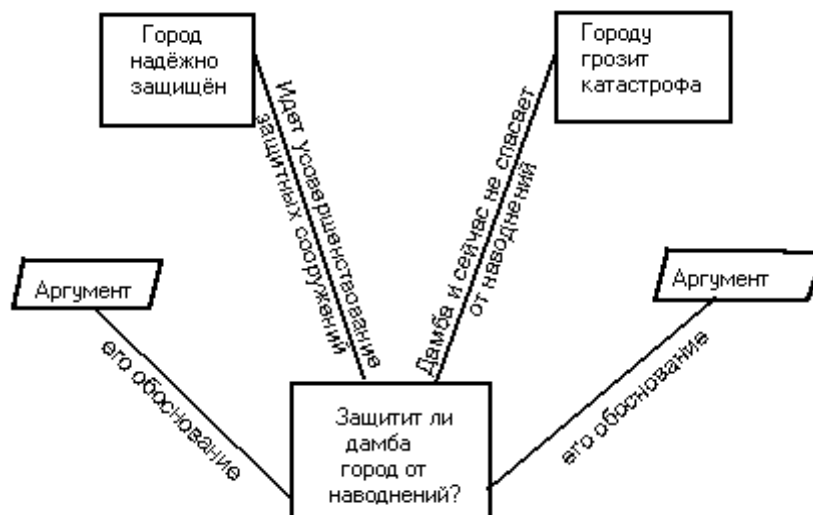 Город
надёжно
защищён
Городу
грозит
катастрофа
Идет усовершенствование
защитных сооружений
Дамба и сейчас не спасает
от наводнений
Аргумент
Аргумент
его обоснование
его обоснование
Защитит ли
дамба
город от
наводнений?